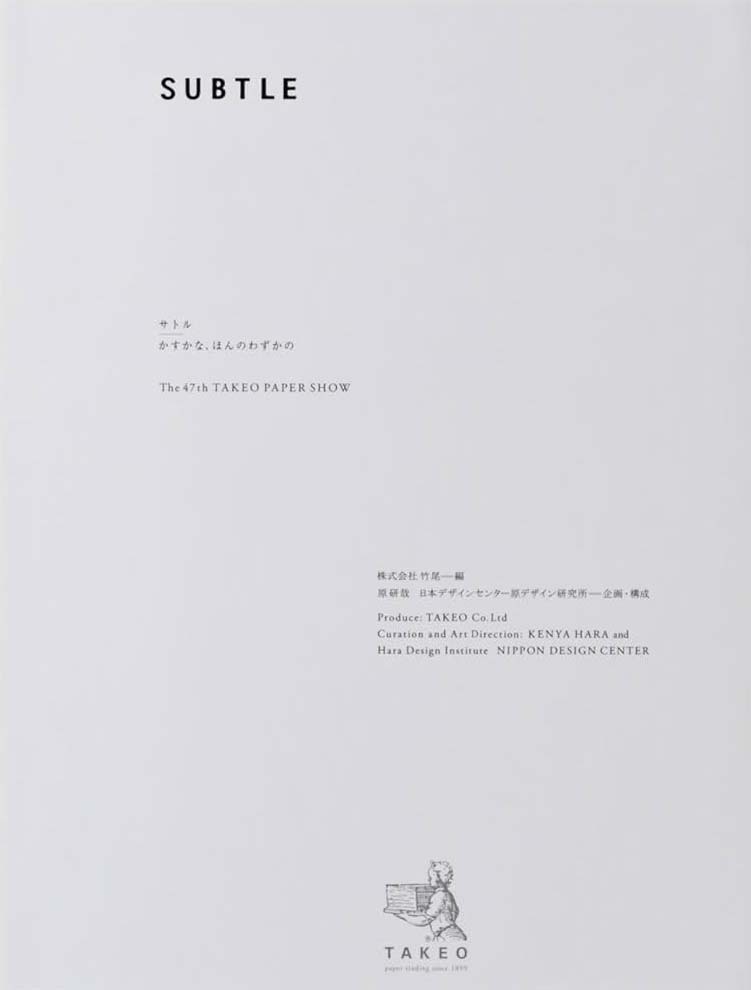 SUBTLE
サトル
かすかな、ほんのわずかの
The 47th TAKEO PAPER SHOW
株式会社 竹尾—編
原研哉 日本デザインセンター原デザイン研究所—企画・構成
Produce: TAKEO Co.Ltd
Curation and Art Direction: KENYA HARA and
Hara Design Institute NIPPON DESIGN CENTER
®
TAKEO
paper trading since 1899